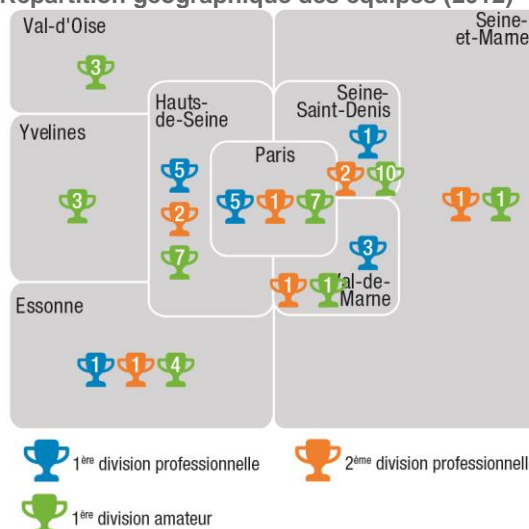 Répartition géographique des équipes (2012)
Val-d'Oise
3
Seine-
et-Marne
1 1
Yvelines
3
Hauts-
de-Seine
5
2
7
Seine-
Saint-Denis
1
2 10
Paris
5 1 7
3
1 1
Val-de-
Marne
Essonne
1 1 4
1ère division professionnelle
2ème division professionnell
1ère division amateur